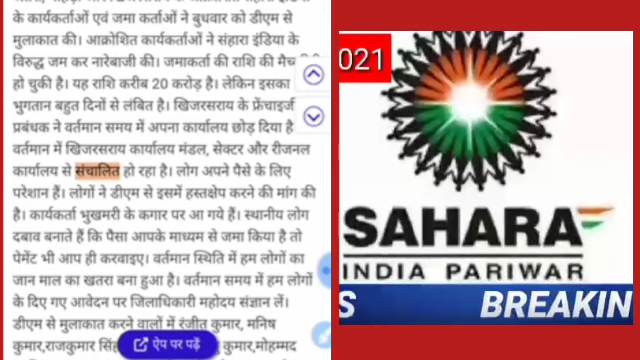 के कार्यकर्ताओं एवं जमा कर्ताओं ने बुधवार को डीएम से
मुलाकात की। आक्रोशित कार्यकर्ताओं ने संहारा इंडिया के
विरुद्ध जम कर नारेबाजी की। जमाकर्ता की राशि की
हो चुकी है। यह राशि करीब 20 करोड़ है। लेकिन इसका
भुगतान बहुत दिनों से लंबित है। खिजरसराय के फ्रेंचाइजी
प्रबंधक ने वर्तमान समय में अपना कार्यालय छोड़ दिया है
वर्तमान में खिजरसराय कार्यालय मंडल, सेक्टर और रीजनल
कार्यालय से संचालित हो रहा है। लोग अपने पैसे के लिए
परेशान हैं। लोगों ने डीएम से इसमें हस्तक्षेप करने की मांग की
है। कार्यकर्ता भुखमरी के कगार पर आ गये हैं। स्थानीय लोग
दबाव बनाते हैं कि पैसा आपके माध्यम से जमा किया है तो
पेमेंट भी आप ही करवाइए। वर्तमान स्थिति में हम लोगों का
जान माल का खतरा बना हुआ है। वर्तमान समय में हम लोगों
के दिए गए आवेदन पर जिलाधिकारी महोदय संज्ञान लें।
डीएम से मुलाकात करने वालों में रंजीत कुमार, मनिष
कुमार,राजकुमार कुमार,मोहम्मद
ऐप पर पढ़ें
021
SAHARA
INDIA PARIWAR
S BREAKIN